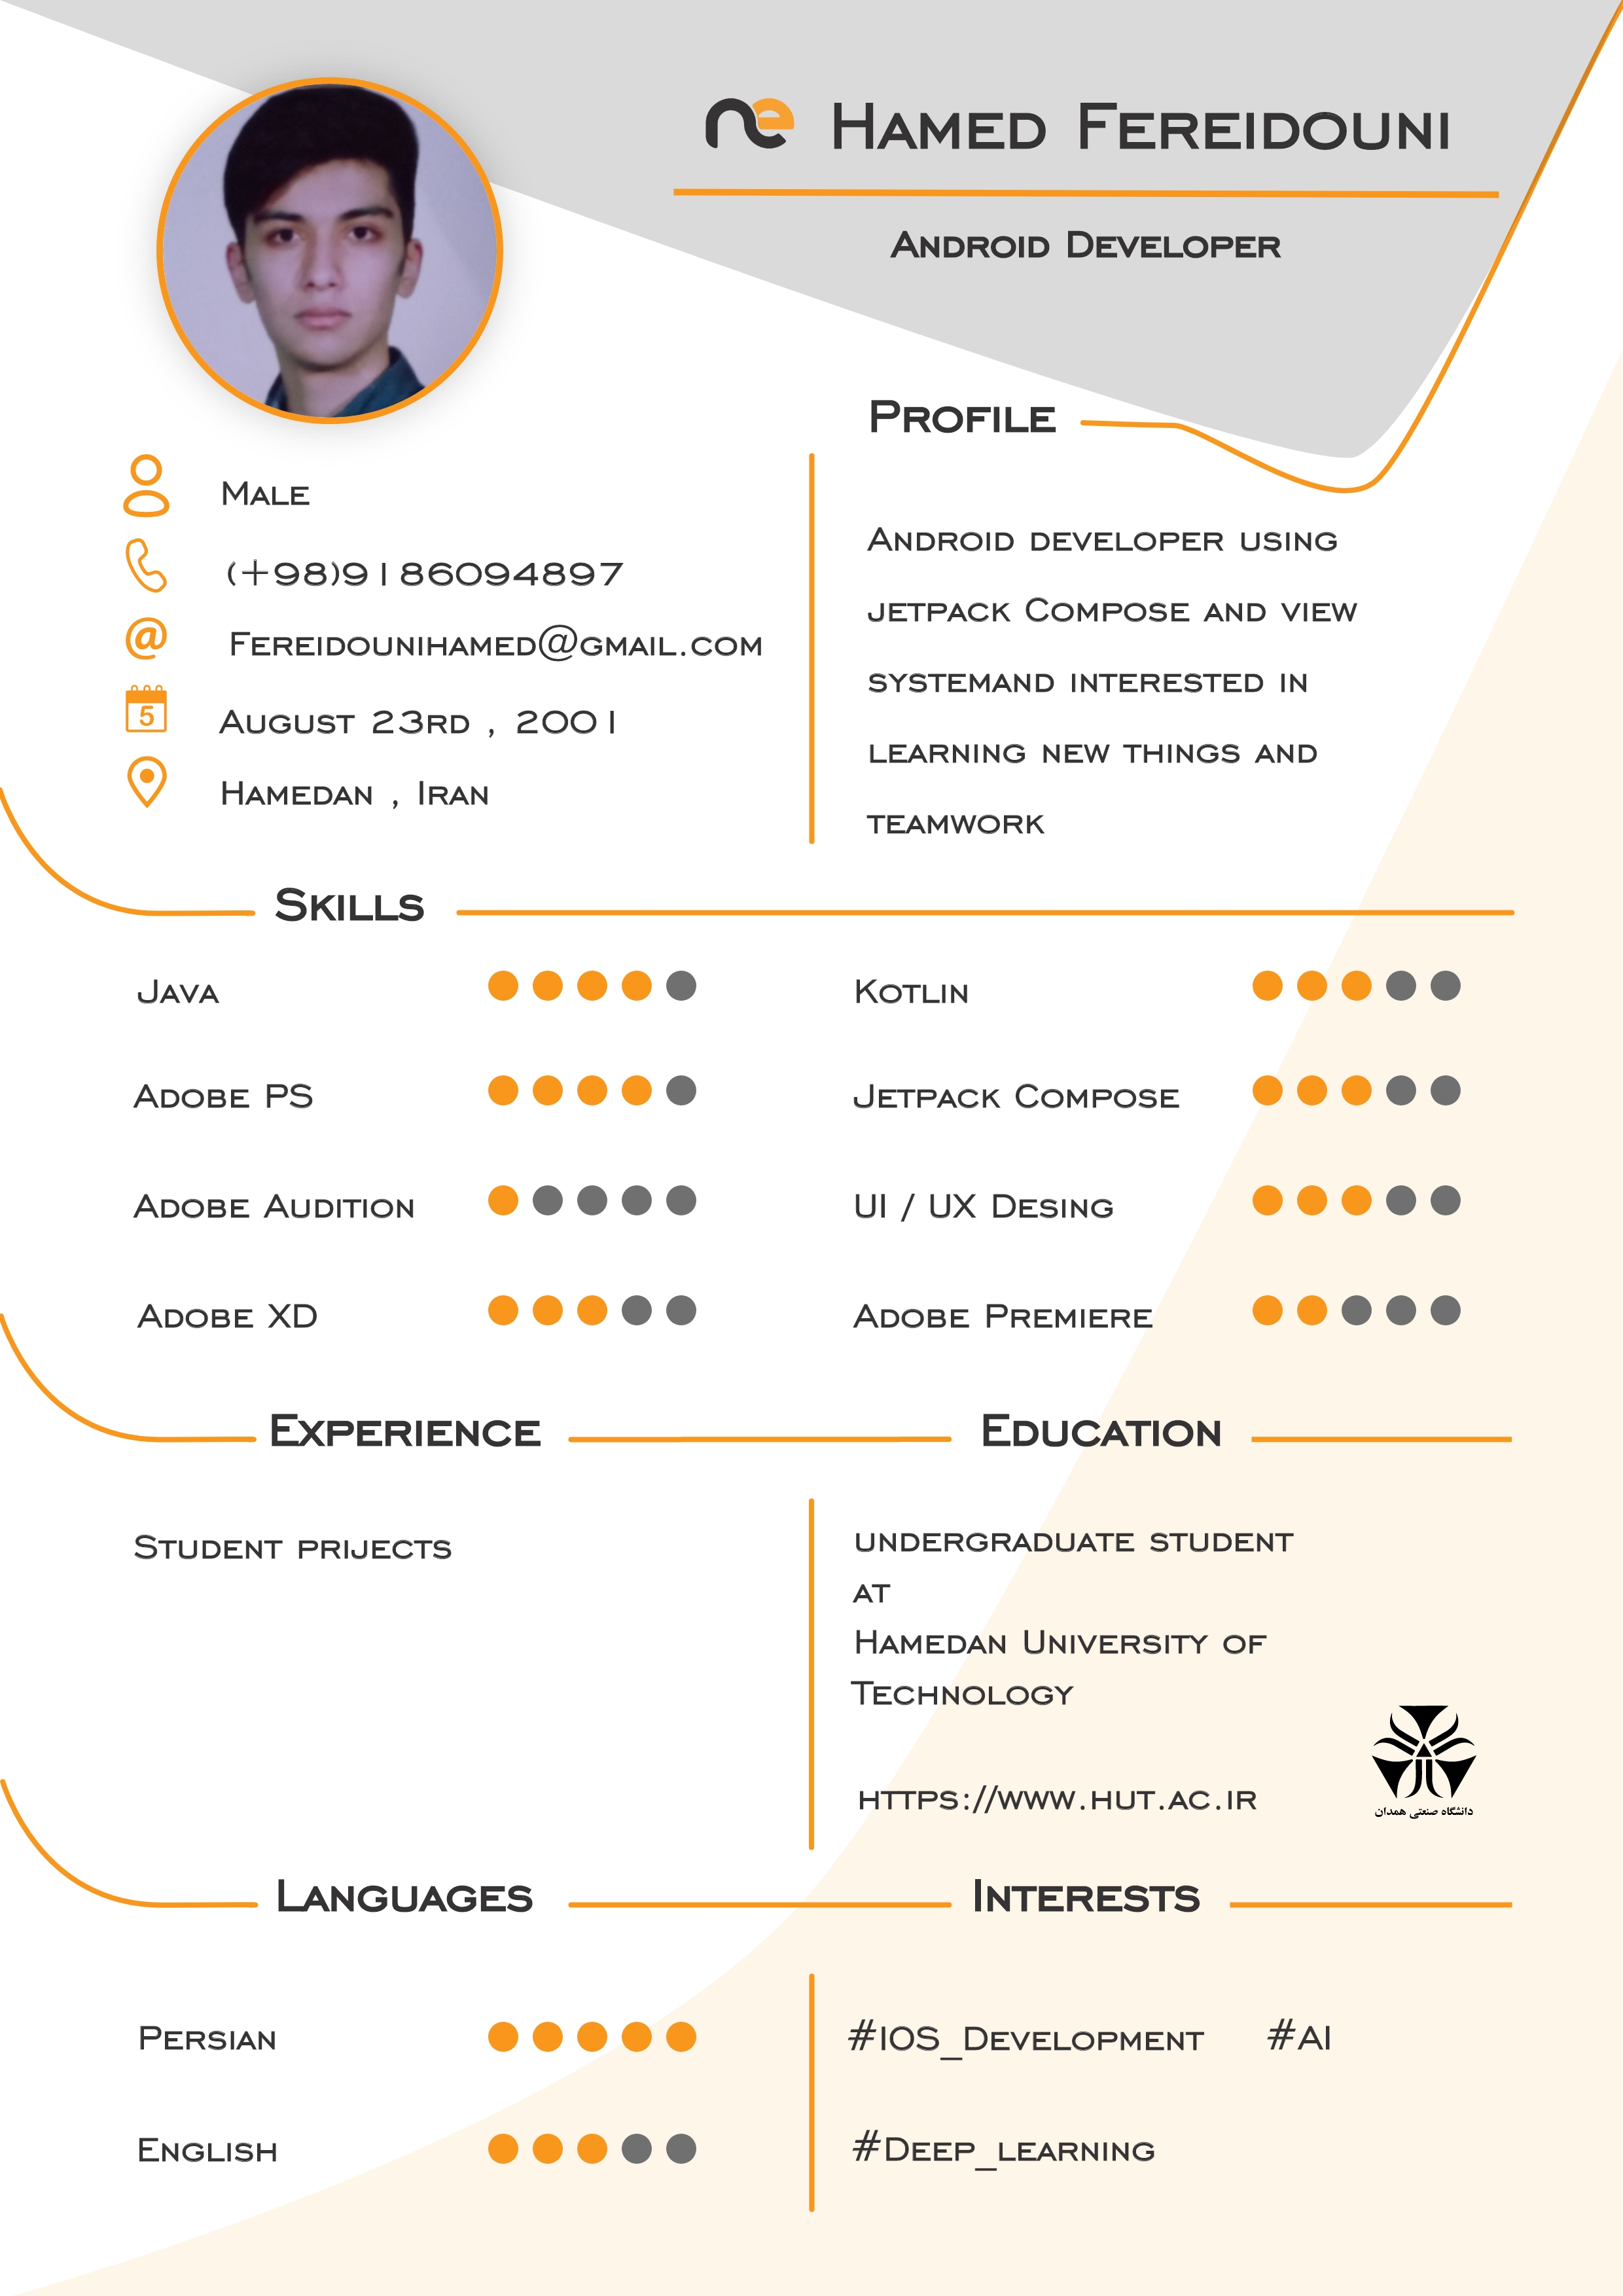 ne Hamed Fereidouni
Android Developer
Male
(+98)9186094897
Fereidounihamed@gmail.com
5
August 23rd , 2001
Hamedan , Iran
Profile
Android developer using
jetpack Compose and view
systemand interested in
learning new things and
teamwork
Skills
Java
Kotlin
Adobe PS
Jetpack Compose
Adobe Audition
UI / UX Desing
Adobe XD
Adobe Premiere
Experience
Student prijects
Education
undergraduate student
at
Hamedan University of
Technology
https://www.hut.ac.ir
دانشگاه صنعتی همدان
Languages
Persian
English
Interests
#IOS_Development #AI
#Deep_learning